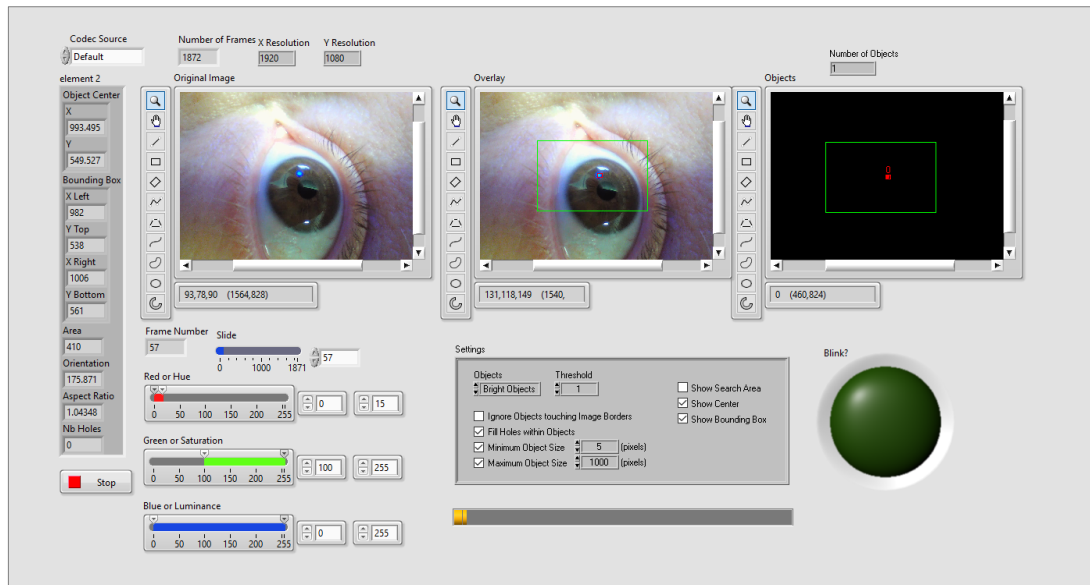 Codec Source
Default
Number of Frames
1872
X Resolution
1920
Y Resolution
1080
Number of Objects
1
element 2
Object Center
X
993.495
Y
549.527
Bounding Box
X Left
982
Y Top
538
X Right
1006
Y Bottom
561
Area
410
Orientation
175.871
Aspect Ratio
1.04348
Nb Holes
0
Stop
Original Image
93,78,90 (1564,828)
Overlay
131,118,149 (1540,
Objects
0
0 (460,824)
Frame Number
57
Slide
0 1000 1871
57
Red or Hue
0 50 100 150 200 255
0
15
Green or Saturation
0 50 100 150 200 255
100
255
Blue or Luminance
0 50 100 150 200 255
0
255
Settings
Objects
Bright Objects
Threshold
1
Ignore Objects touching Image Borders
Fill Holes within Objects
Minimum Object Size 5 (pixels)
Maximum Object Size 1000 (pixels)
Show Search Area
Show Center
Show Bounding Box
Blink?